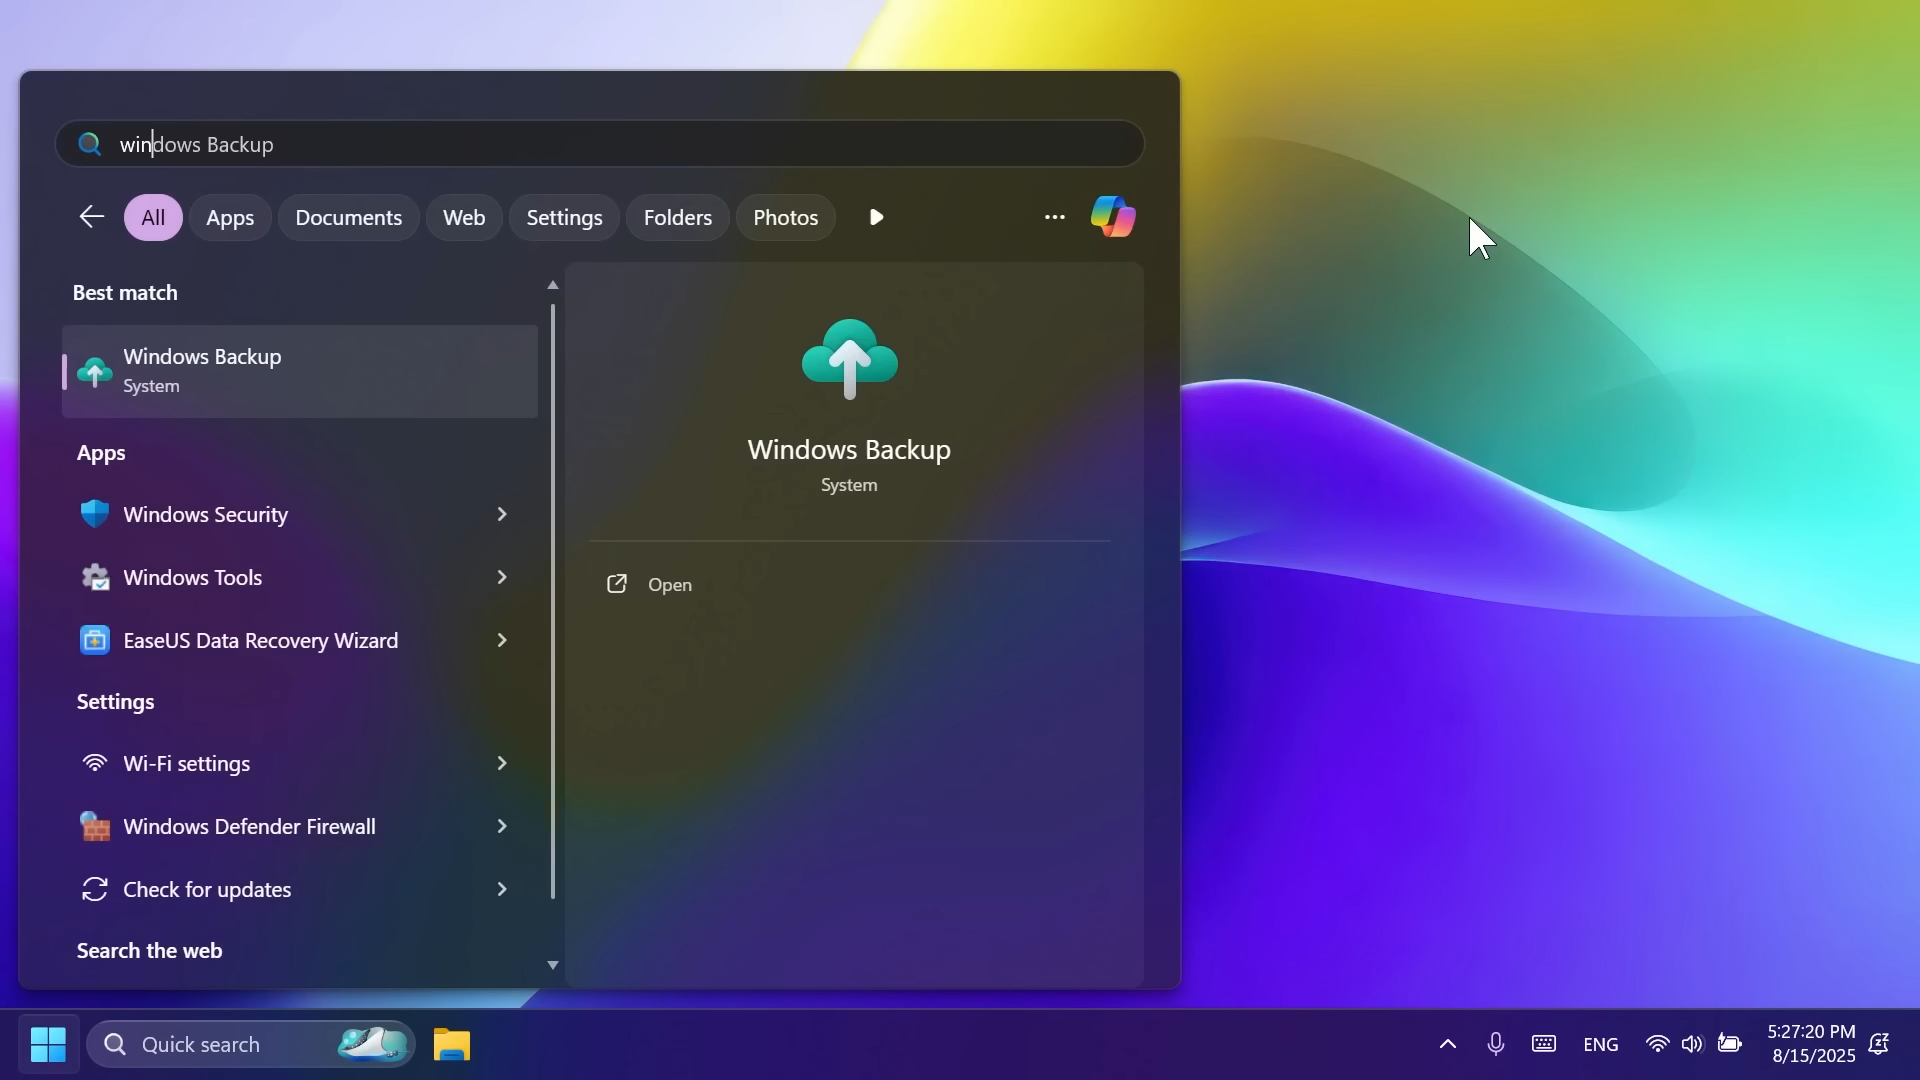 windows Backup
All
Apps
Documents
Web
Settings
Folders
Photos
Best match
Windows Backup
System
Apps
Windows Security
Windows Tools
EaseUS Data Recovery Wizard
Settings
Wi-Fi settings
Windows Defender Firewall
Check for updates
Search the web
Windows Backup
System
Open
Quick search
ENG
5:27:20 PM
8/15/2025